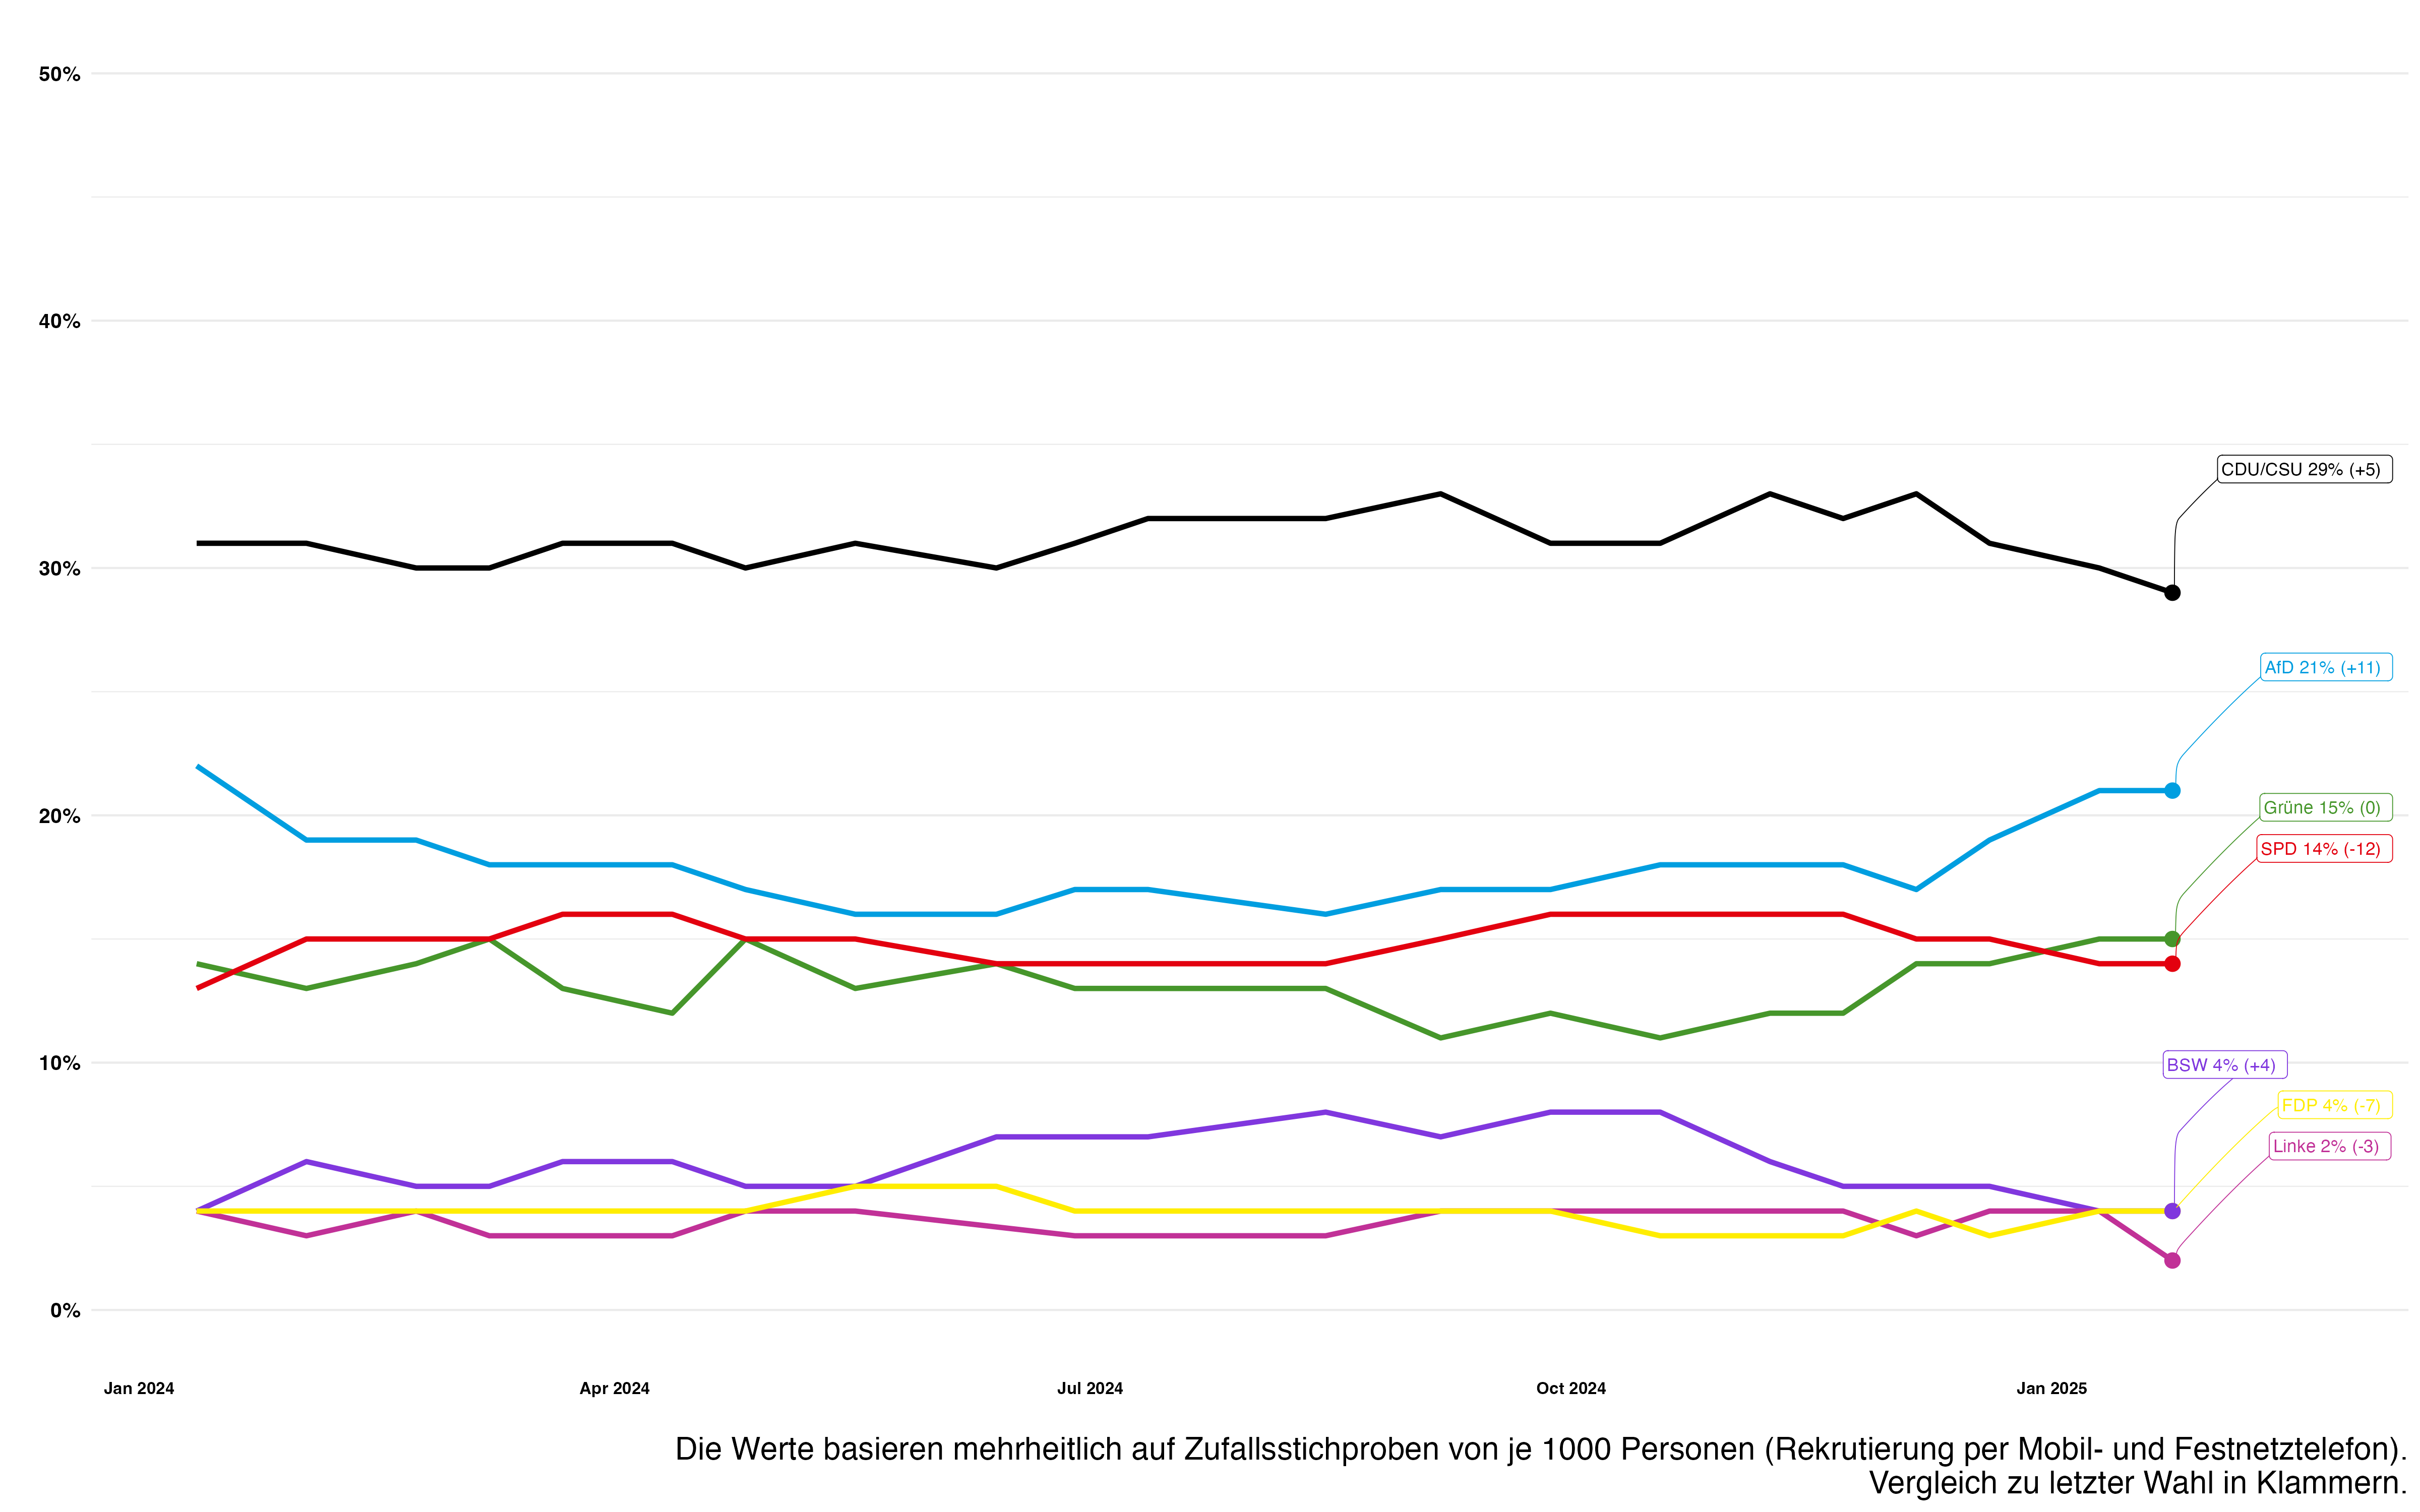 50%
40%
30%
20%
10%
0%
CDU/CSU 29% (+5)
AfD 21% (+11)
Grüne 15% (0)
SPD 14% (-12)
BSW 4% (+4)
FDP 4% (-7)
Linke 2% (-3)
Jan 2024 Apr 2024 Jul 2024 Oct 2024 Jan 2025
Die Werte basieren mehrheitlich auf Zufallsstichproben von je 1000 Personen (Rekrutierung per Mobil- und Festnetztelefon).
Vergleich zu letzter Wahl in Klammern.